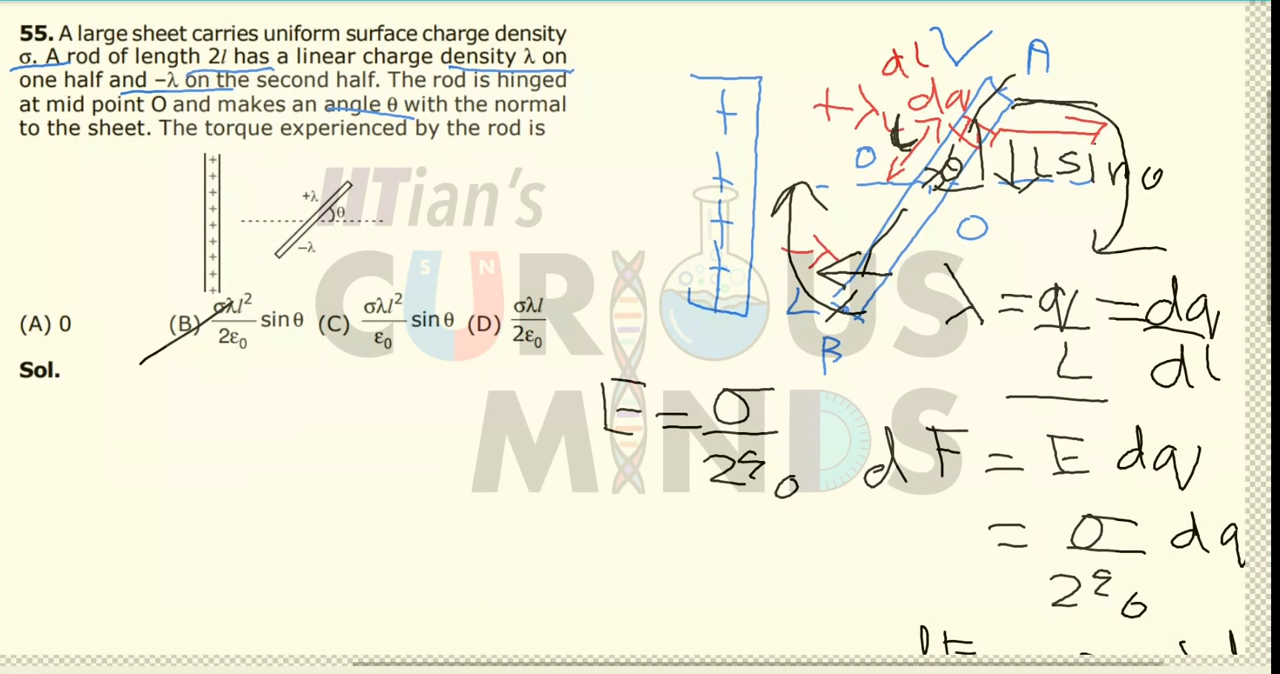 55. A large sheet carries uniform surface charge density
σ. A rod of length 2l has a linear charge density λ on
one half and −λ on the second half. The rod is hinged
at mid point O and makes an angle θ with the normal
to the sheet. The torque experienced by the rod is
+λ
θ
−λ
(A) 0 (B) σλl²/2ε₀ sinθ (C) σλl²/ε₀ sinθ (D) σλl/2ε₀
Sol.
IITian's
CURIOUS
MINDS
S N
dl
A
+λ dq
θ
l sin θ
O
−λ
B
λ = q/L = dq/dl
E = σ/2ε₀
dF = E dq
= σ/2ε₀ dq